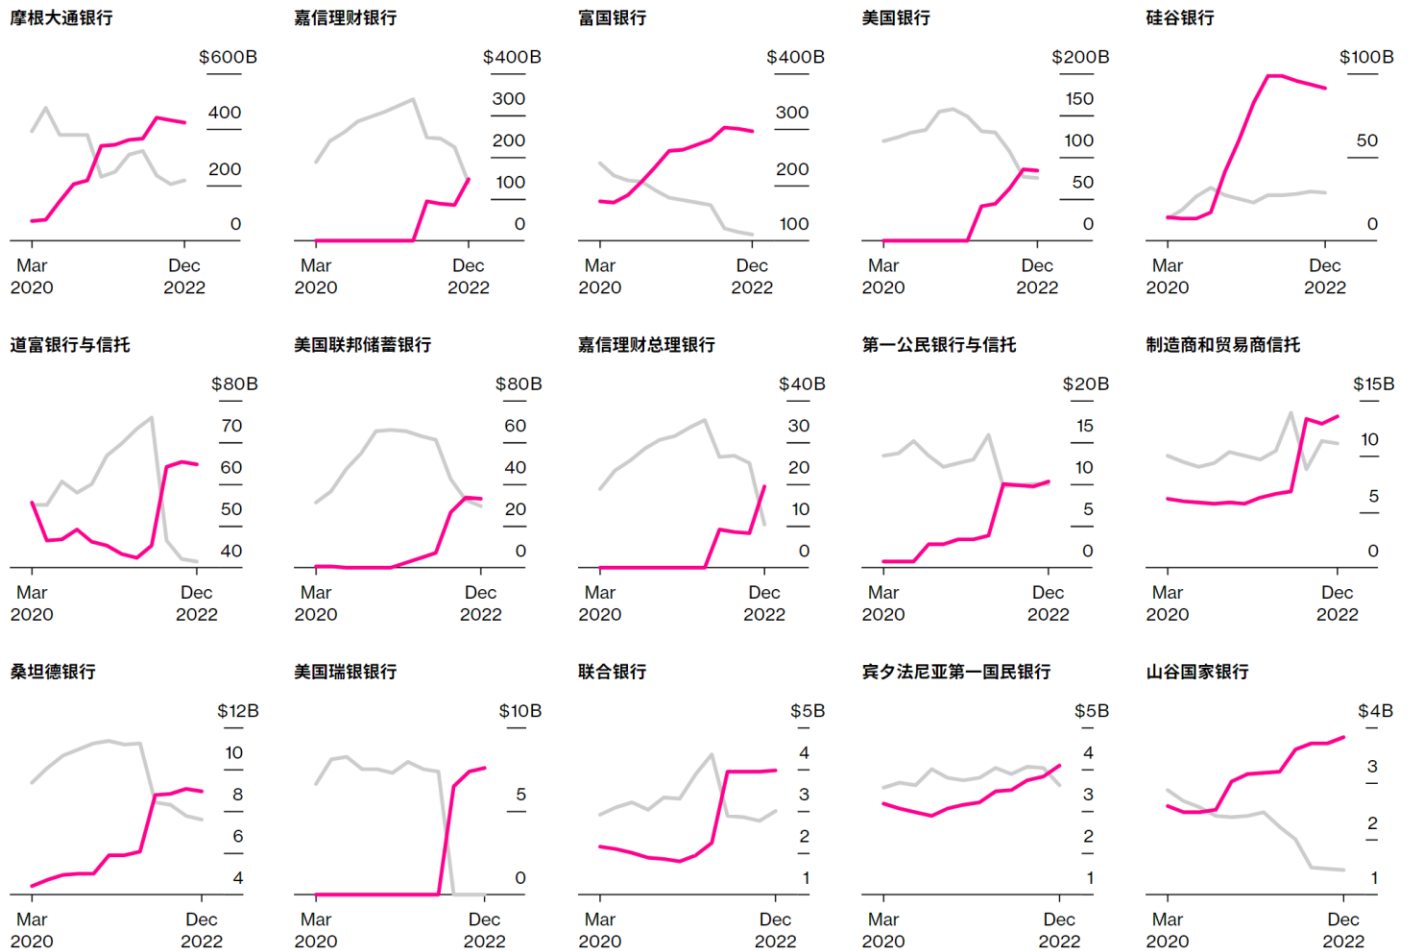 摩根大通银行
$600B
400
200
0
Mar
2020
Dec
2022
嘉信理财银行
$400B
300
200
100
0
Mar
2020
Dec
2022
富国银行
$400B
300
200
100
Mar
2020
Dec
2022
美国银行
$200B
150
100
50
0
Mar
2020
Dec
2022
硅谷银行
$100B
50
0
Mar
2020
Dec
2022
道富银行与信托
$80B
70
60
50
40
Mar
2020
Dec
2022
美国联邦储蓄银行
$80B
60
40
20
0
Mar
2020
Dec
2022
嘉信理财总理银行
$40B
30
20
10
0
Mar
2020
Dec
2022
第一公民银行与信托
$20B
15
10
5
0
Mar
2020
Dec
2022
制造商和贸易商信托
$15B
10
5
0
Mar
2020
Dec
2022
桑坦德银行
$12B
10
8
6
4
Mar
2020
Dec
2022
美国瑞银银行
$10B
5
0
Mar
2020
Dec
2022
联合银行
$5B
4
3
2
1
Mar
2020
Dec
2022
宾夕法尼亚第一国民银行
$5B
4
3
2
1
Mar
2020
Dec
2022
山谷国家银行
$4B
3
2
1
Mar
2020
Dec
2022